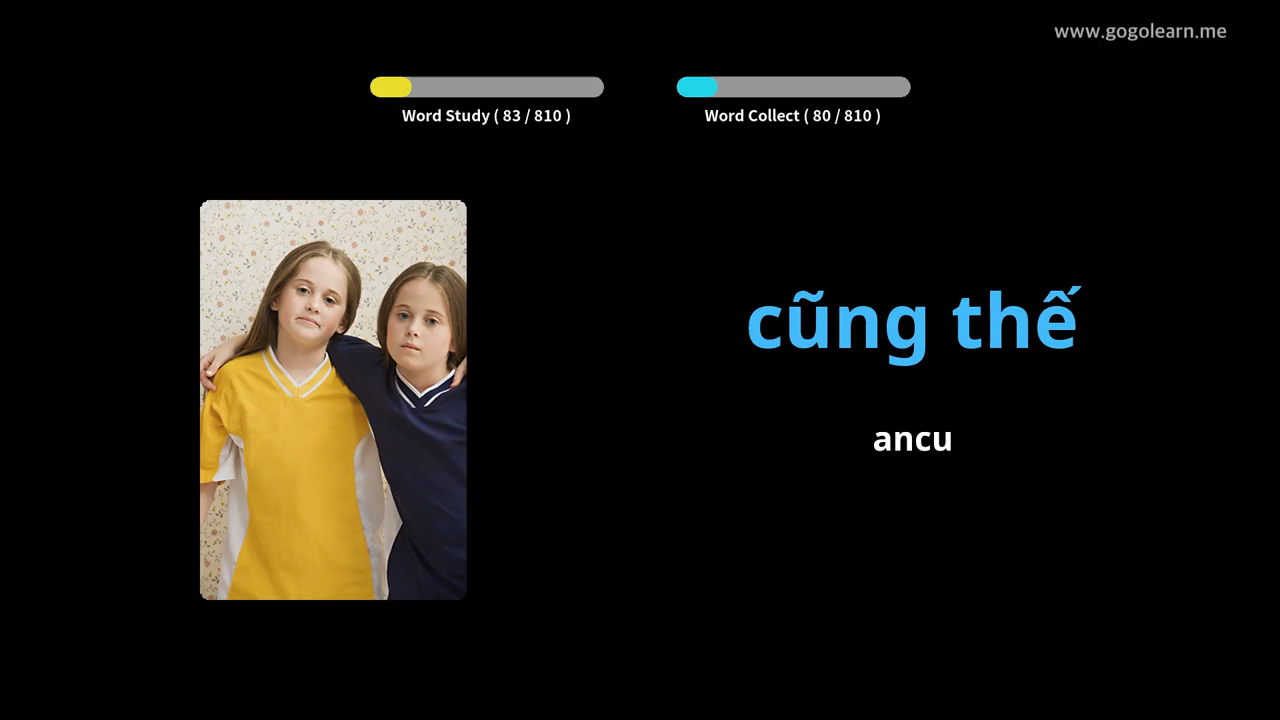 www.gogolearn.me
Word Study ( 83 / 810 )
Word Collect ( 80 / 810 )
cũng thế
ancu